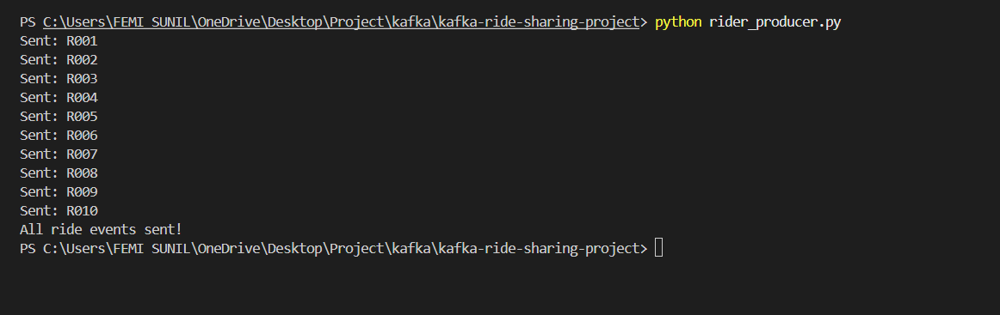 PS C:\Users\FEMI SUNIL\OneDrive\Desktop\Project\kafka\kafka-ride-sharing-project> python rider_producer.py
Sent: R001
Sent: R002
Sent: R003
Sent: R004
Sent: R005
Sent: R006
Sent: R007
Sent: R008
Sent: R009
Sent: R010
All ride events sent!
PS C:\Users\FEMI SUNIL\OneDrive\Desktop\Project\kafka\kafka-ride-sharing-project>